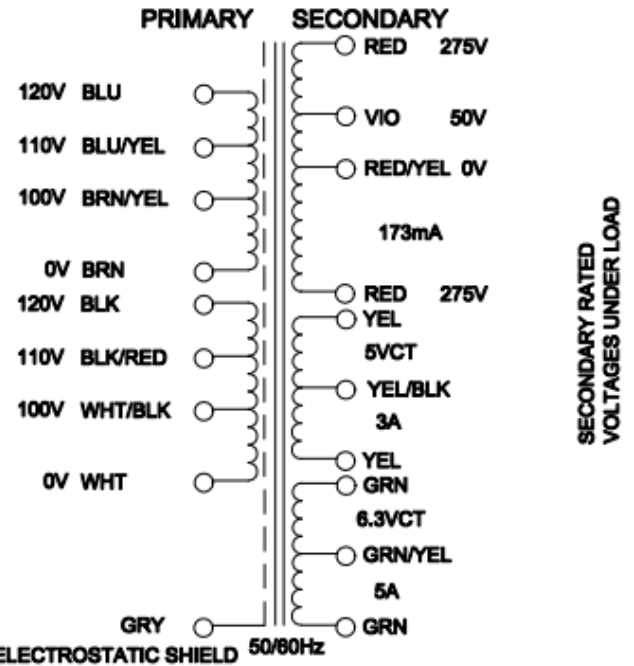 PRIMARY SECONDARY
RED 275V
120V BLU
VIO 50V
110V BLU/YEL
RED/YEL 0V
100V BRN/YEL
173mA
0V BRN
RED 275V
120V BLK
YEL
5VCT
110V BLK/RED
YEL/BLK
100V WHT/BLK
3A
YEL
0V WHT
GRN
6.3VCT
GRN/YEL
5A
GRY
GRN
ELECTROSTATIC SHIELD 50/60Hz
SECONDARY RATED
VOLTAGES UNDER LOAD